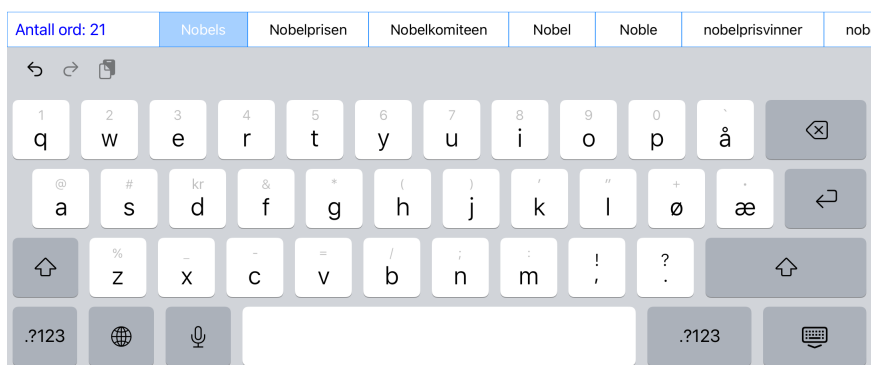 Antall ord: 21 Nobels Nobelprisen Nobelkomiteen Nobel Noble nobelprisvinner nob
1 2 3 4 5 6 7 8 9 0 `
q w e r t y u i o p å
@ # kr & * ( ) ' " + ·
a s d f g h j k l ø æ
% _ - = / ; : ! ?
z x c v b n m , .
.?123 .?123